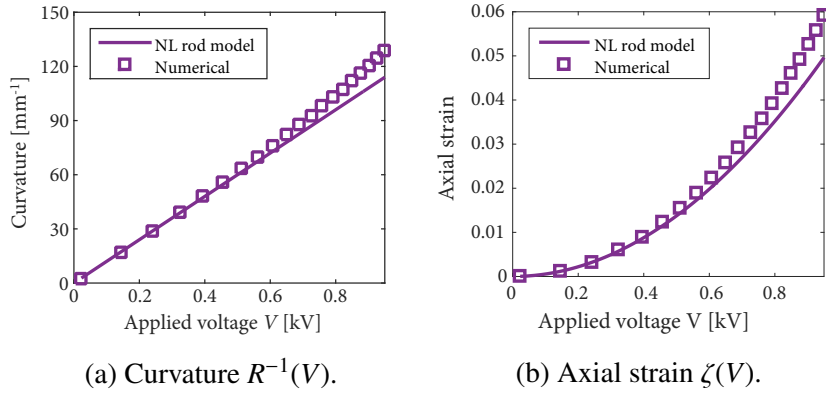 150
120
90
60
30
0
Curvature [mm⁻¹]
NL rod model
Numerical
0 0.2 0.4 0.6 0.8
Applied voltage V [kV]
(a) Curvature R⁻¹(V).
0.06
0.05
0.04
0.03
0.02
0.01
0
Axial strain
NL rod model
Numerical
0 0.2 0.4 0.6 0.8
Applied voltage V [kV]
(b) Axial strain ζ(V).